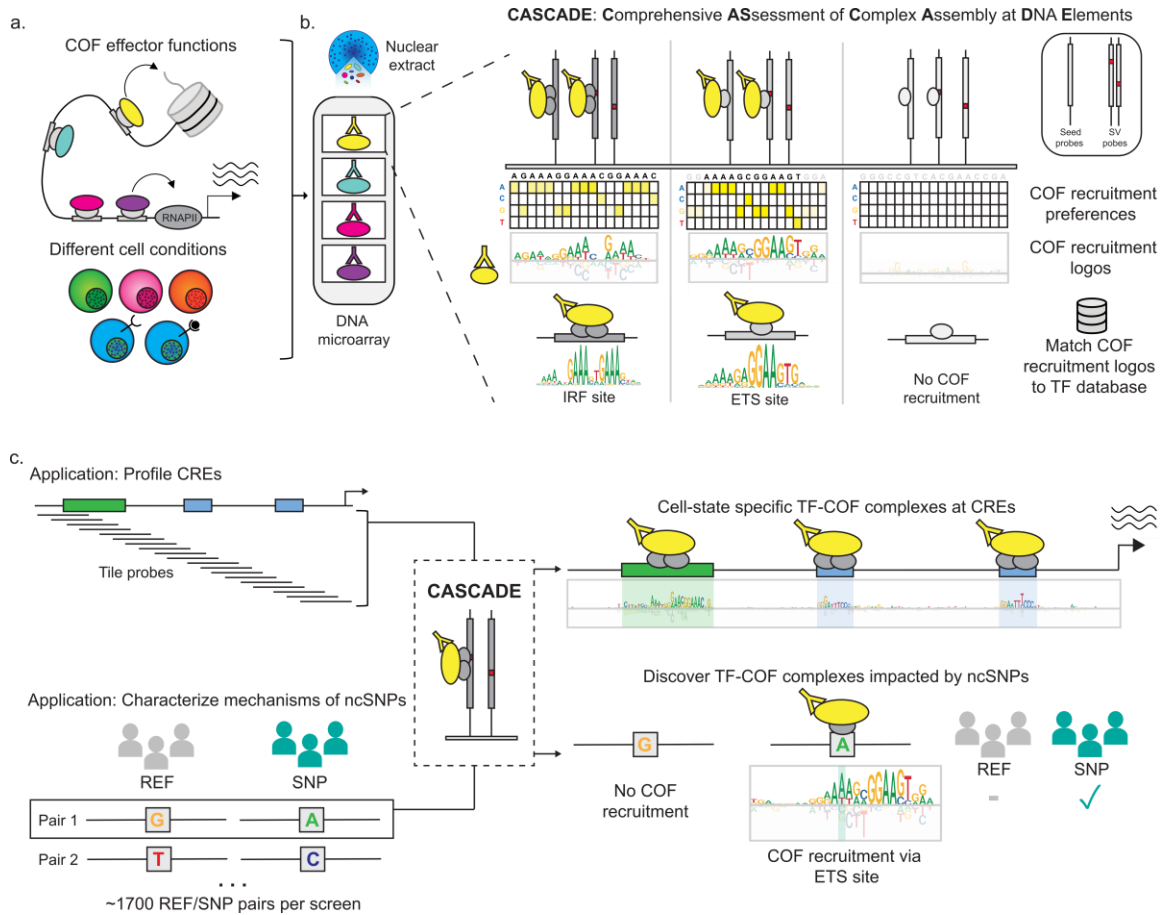 a.
COF effector functions
RNAPII
Different cell conditions
b.
Nuclear
extract
DNA
microarray
CASCADE: Comprehensive ASsessment of Complex Assembly at DNA Elements
Seed
probes
SV
pobes
AGAAAGGAAACGGAAAC
GGAAAAGCGGAAGTGGA
GGGCCGTCACGAACCGA
A
C
G
T
A
C
G
T
A
C
G
T
COF recruitment
preferences
COF recruitment
logos
IRF site
ETS site
No COF
recruitment
Match COF
recruitment logos
to TF database
c.
Application: Profile CREs
Tile probes
CASCADE
Cell-state specific TF-COF complexes at CREs
Application: Characterize mechanisms of ncSNPs
REF
SNP
Pair 1
G
A
Pair 2
T
C
...
~1700 REF/SNP pairs per screen
Discover TF-COF complexes impacted by ncSNPs
G
No COF
recruitment
A
COF recruitment via
ETS site
REF
-
SNP
✓